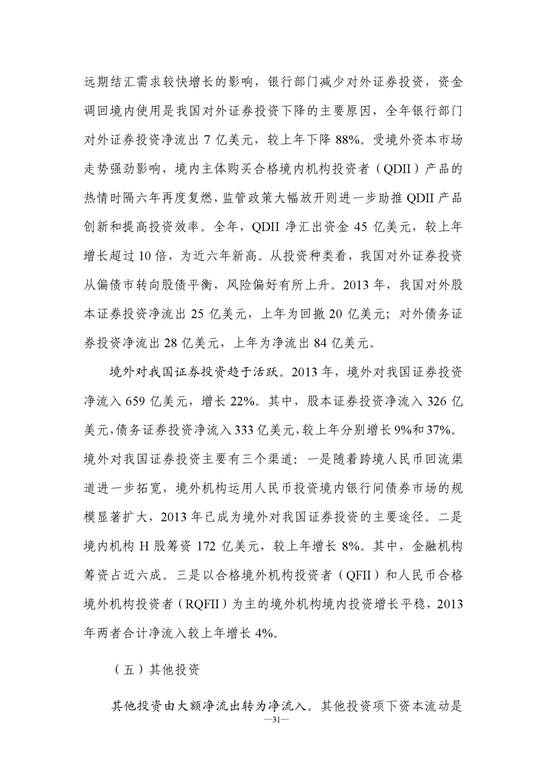 远期结汇需求较快增长的影响，银行部门减少对外证券投资，资金
调回境内使用是我国对外证券投资下降的主要原因，全年银行部门
对外证券投资净流出 7 亿美元，较上年下降 88%。受境外资本市场
走势强劲影响，境内主体购买合格境内机构投资者（QDII）产品的
热情时隔六年再度复燃，监管政策大幅放开则进一步助推 QDII 产品
创新和提高投资效率。全年，QDII 净汇出资金 45 亿美元，较上年
增长超过 10 倍，为近六年新高。从投资种类看，我国对外证券投资
从偏债市转向股债平衡，风险偏好有所上升。2013 年，我国对外股
本证券投资净流出 25 亿美元，上年为回撤 20 亿美元；对外债务证
券投资净流出 28 亿美元，上年为净流出 84 亿美元。
境外对我国证券投资趋于活跃。2013 年，境外对我国证券投资
净流入 659 亿美元，增长 22%。其中，股本证券投资净流入 326 亿
美元，债务证券投资净流入 333 亿美元，较上年分别增长 9%和 37%。
境外对我国证券投资主要有三个渠道：一是随着跨境人民币回流渠
道进一步拓宽，境外机构运用人民币投资境内银行间债券市场的规
模显著扩大，2013 年已成为境外对我国证券投资的主要途径。二是
境内机构 H 股筹资 172 亿美元，较上年增长 8%。其中，金融机构
筹资占近六成。三是以合格境外机构投资者（QFII）和人民币合格
境外机构投资者（RQFII）为主的境外机构境内投资增长平稳，2013
年两者合计净流入较上年增长 4%。
（五）其他投资
其他投资由大额净流出转为净流入。其他投资项下资本流动是
—31—